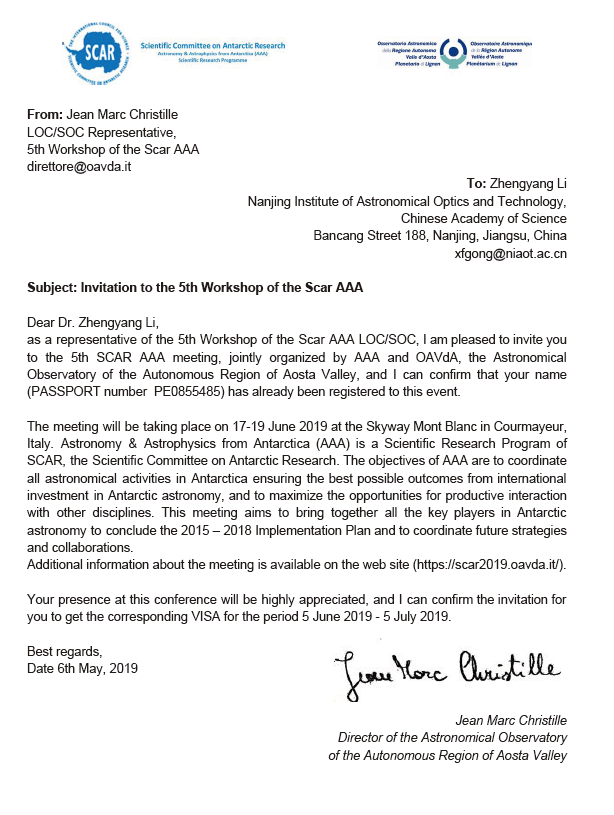 THE INTERNATIONAL COUNCIL FOR SCIENCE
SCAR
SCIENTIFIC COMMITTEE ON ANTARCTIC RESEARCH
Scientific Committee on Antarctic Research
Astronomy & Astrophysics from Antarctica (AAA)
Scientific Research Programme
Osservatorio Astronomico
della Regione Autonoma
Valle d'Aosta
Planetario di Lignan
Observatoire Astronomique
de la Région Autonome
Vallée d'Aoste
Planétarium de Lignan
From: Jean Marc Christille
LOC/SOC Representative,
5th Workshop of the Scar AAA
direttore@oavda.it
To: Zhengyang Li
Nanjing Institute of Astronomical Optics and Technology,
Chinese Academy of Science
Bancang Street 188, Nanjing, Jiangsu, China
xfgong@niaot.ac.cn
Subject: Invitation to the 5th Workshop of the Scar AAA
Dear Dr. Zhengyang Li,
as a representative of the 5th Workshop of the Scar AAA LOC/SOC, I am pleased to invite you
to the 5th SCAR AAA meeting, jointly organized by AAA and OAVdA, the Astronomical
Observatory of the Autonomous Region of Aosta Valley, and I can confirm that your name
(PASSPORT number PE0855485) has already been registered to this event.
The meeting will be taking place on 17-19 June 2019 at the Skyway Mont Blanc in Courmayeur,
Italy. Astronomy & Astrophysics from Antarctica (AAA) is a Scientific Research Program of
SCAR, the Scientific Committee on Antarctic Research. The objectives of AAA are to coordinate
all astronomical activities in Antarctica ensuring the best possible outcomes from international
investment in Antarctic astronomy, and to maximize the opportunities for productive interaction
with other disciplines. This meeting aims to bring together all the key players in Antarctic
astronomy to conclude the 2015 – 2018 Implementation Plan and to coordinate future strategies
and collaborations.
Additional information about the meeting is available on the web site (https://scar2019.oavda.it/).
Your presence at this conference will be highly appreciated, and I can confirm the invitation for
you to get the corresponding VISA for the period 5 June 2019 - 5 July 2019.
Best regards,
Date 6th May, 2019
Jean Marc Christille
Jean Marc Christille
Director of the Astronomical Observatory
of the Autonomous Region of Aosta Valley